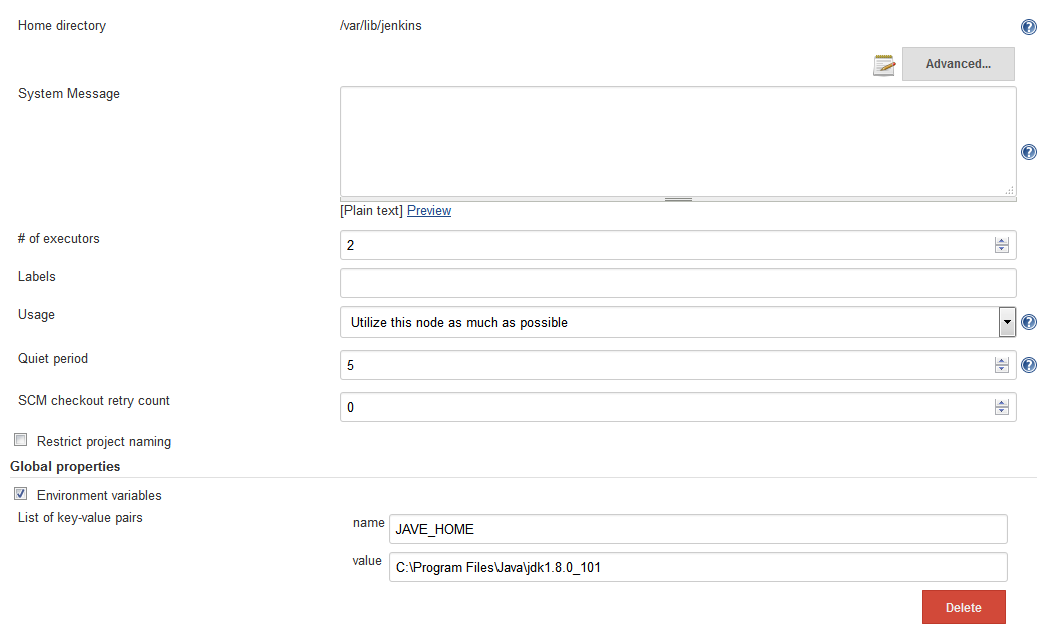 Home directory /var/lib/jenkins
Advanced...
System Message
[Plain text] Preview
# of executors 2
Labels
Usage Utilize this node as much as possible
Quiet period 5
SCM checkout retry count 0
Restrict project naming
Global properties
Environment variables
List of key-value pairs
name JAVE_HOME
value C:\Program Files\Java\jdk1.8.0_101
Delete